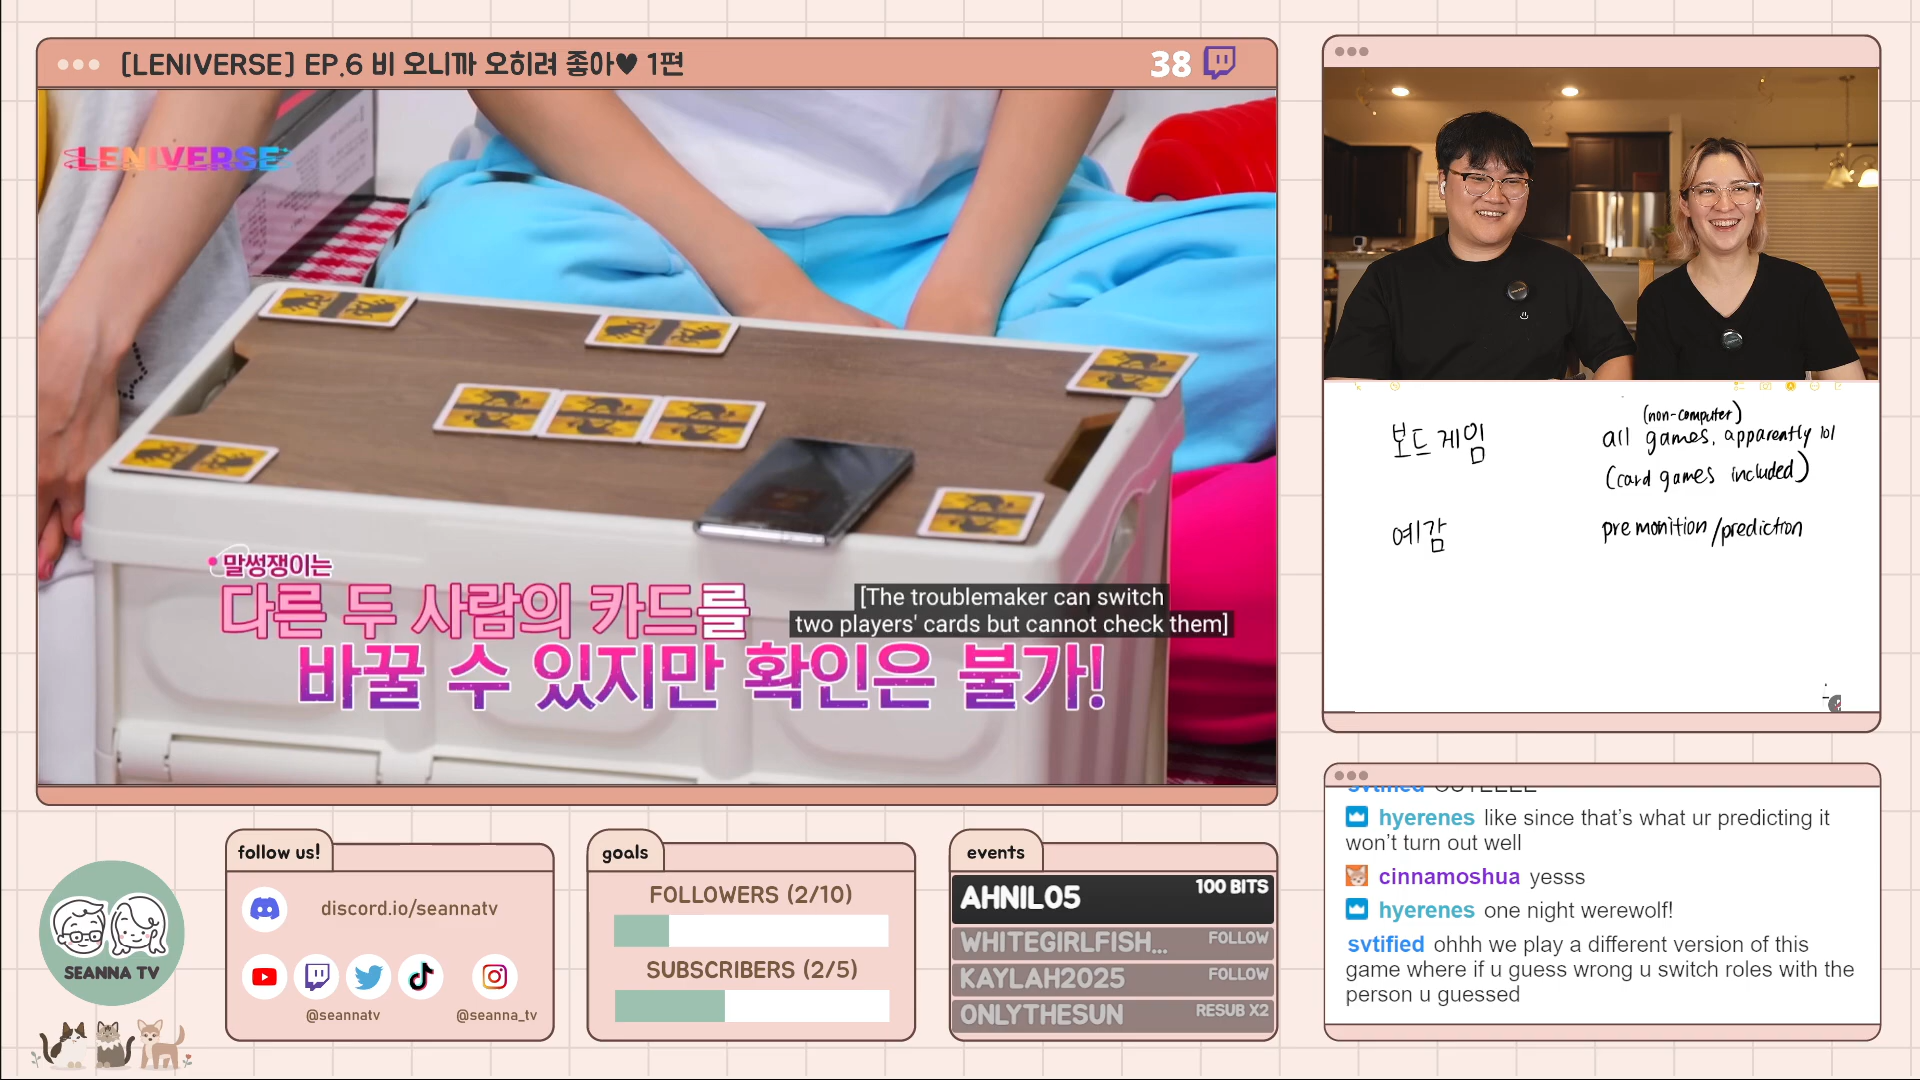 [LENIVERSE] EP.6 비 오니까 오히려 좋아♥ 1편
38
LENIVERSE
말썽쟁이는
다른 두 사람의 카드를
바꿀 수 있지만 확인은 불가!
[The troublemaker can switch
two players' cards but cannot check them]
보드게임
(non-computer)
all games, apparently lol
(card games included)
예감
premonition/prediction
hyerenes like since that's what ur predicting it
won't turn out well
cinnamoshua yesss
hyerenes one night werewolf!
svtified ohhh we play a different version of this
game where if u guess wrong u switch roles with the
person u guessed
SEANNA TV
follow us!
discord.io/seannatv
@seannatv
@seanna_tv
goals
FOLLOWERS (2/10)
SUBSCRIBERS (2/5)
events
AHNIL05 100 BITS
WHITEGIRLFISH... FOLLOW
KAYLAH2025 FOLLOW
ONLYTHESUN RESUB X2